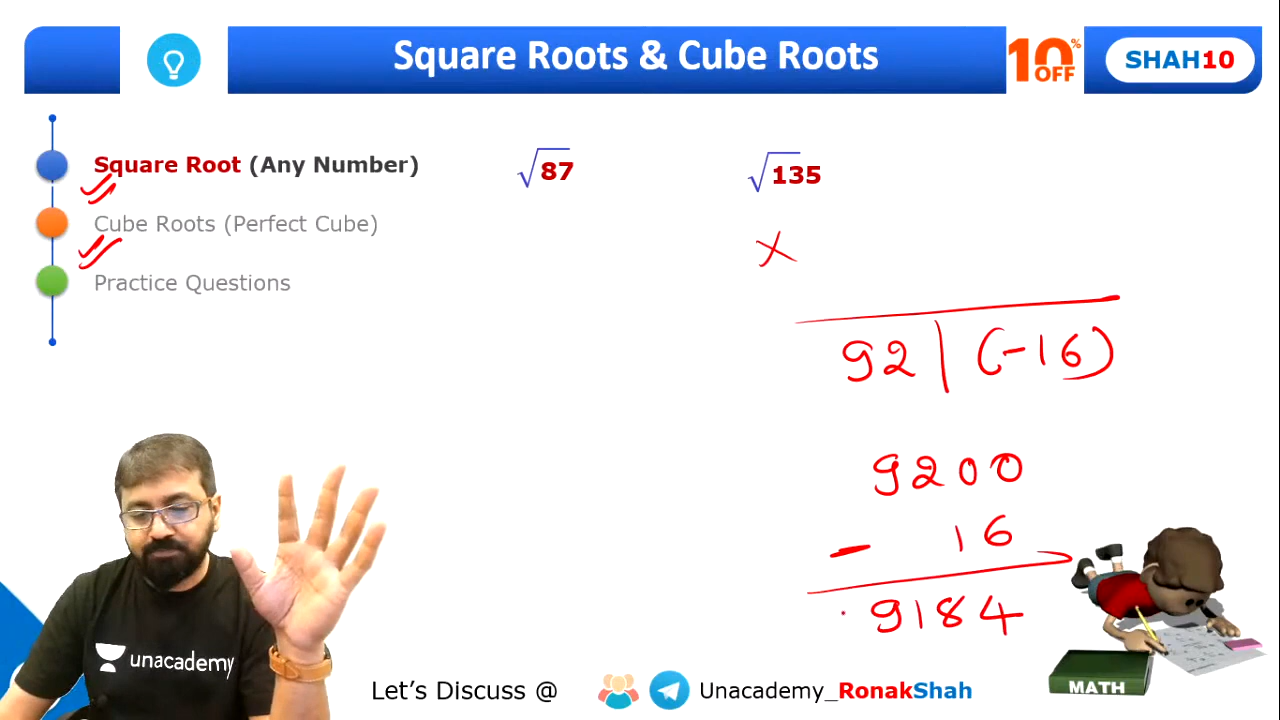 Square Roots & Cube Roots
10% OFF
SHAH10
Square Root (Any Number)
√87
√135
Cube Roots (Perfect Cube)
×
Practice Questions
92 | (-16)
9200
- 16
9184
unacademy
MATH
Let's Discuss @
Unacademy_RonakShah